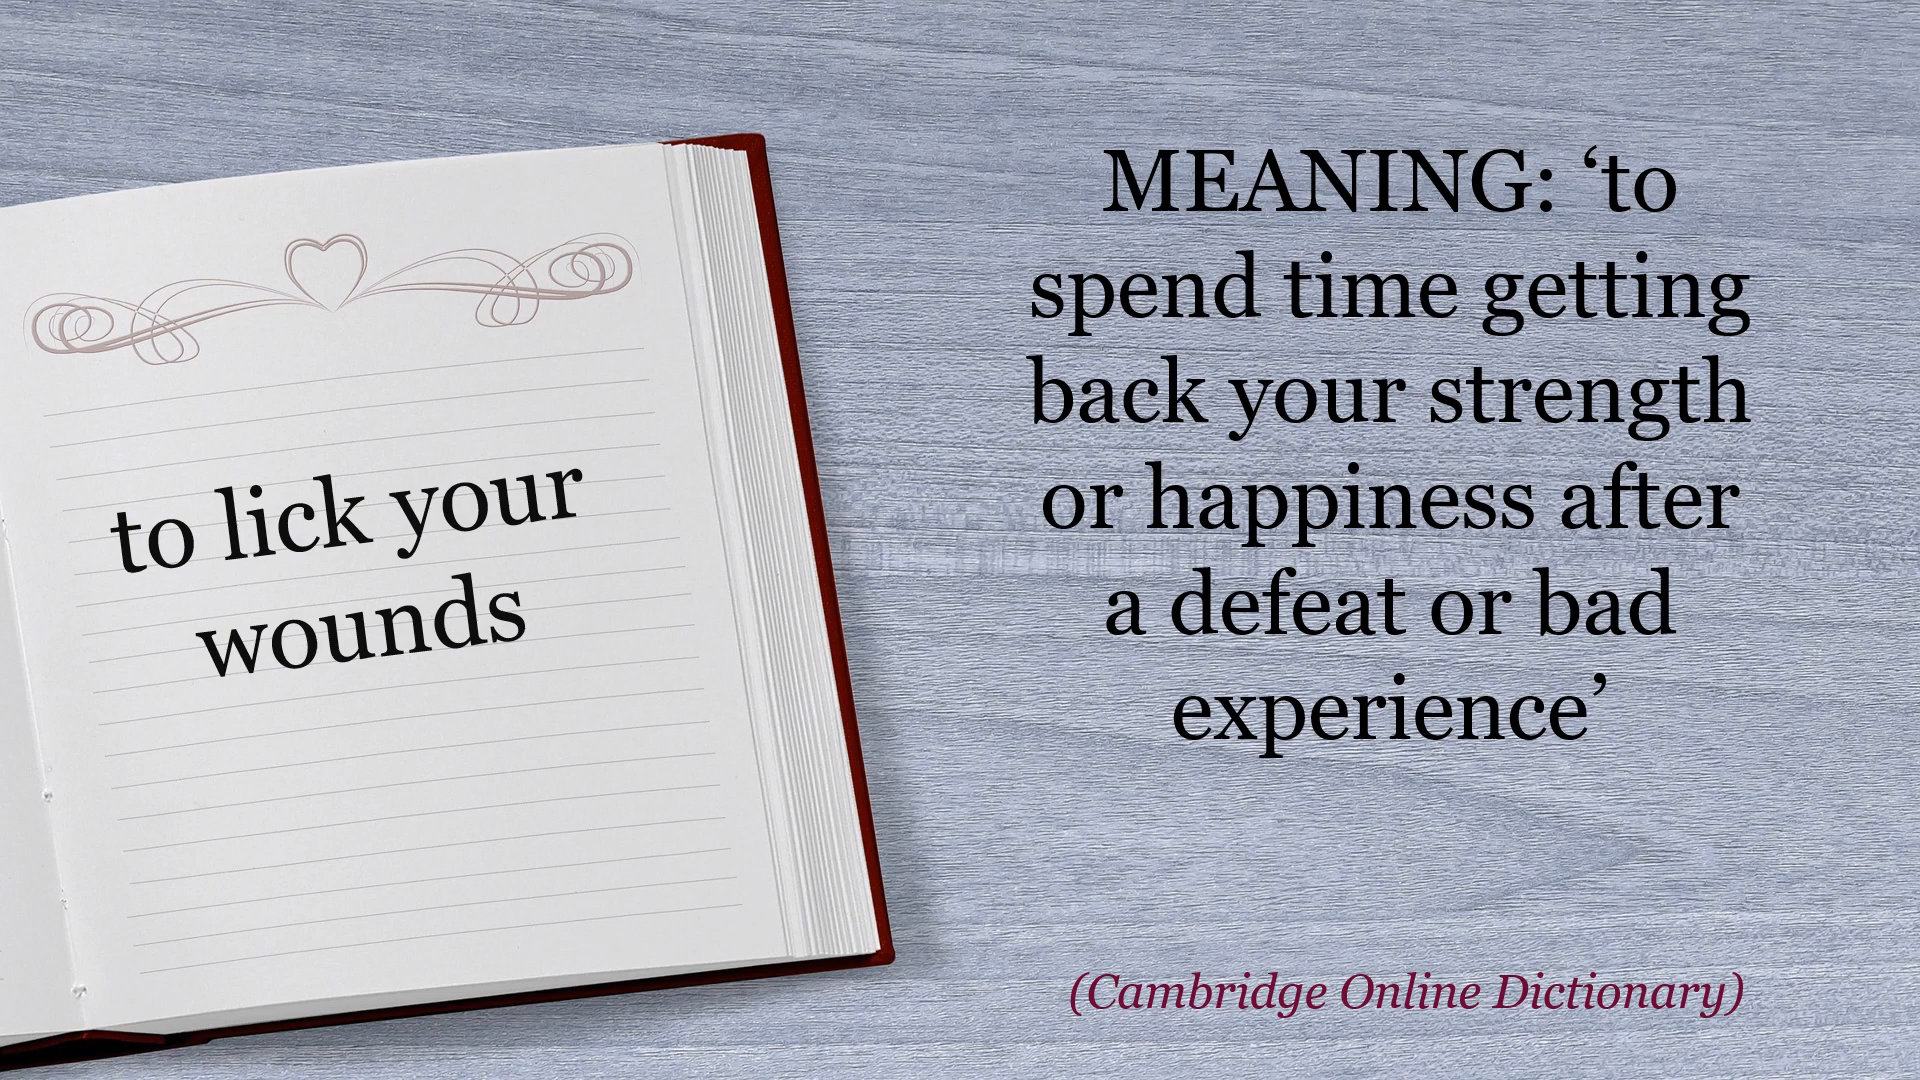 to lick your
wounds
MEANING: ‘to
spend time getting
back your strength
or happiness after
a defeat or bad
experience’
(Cambridge Online Dictionary)